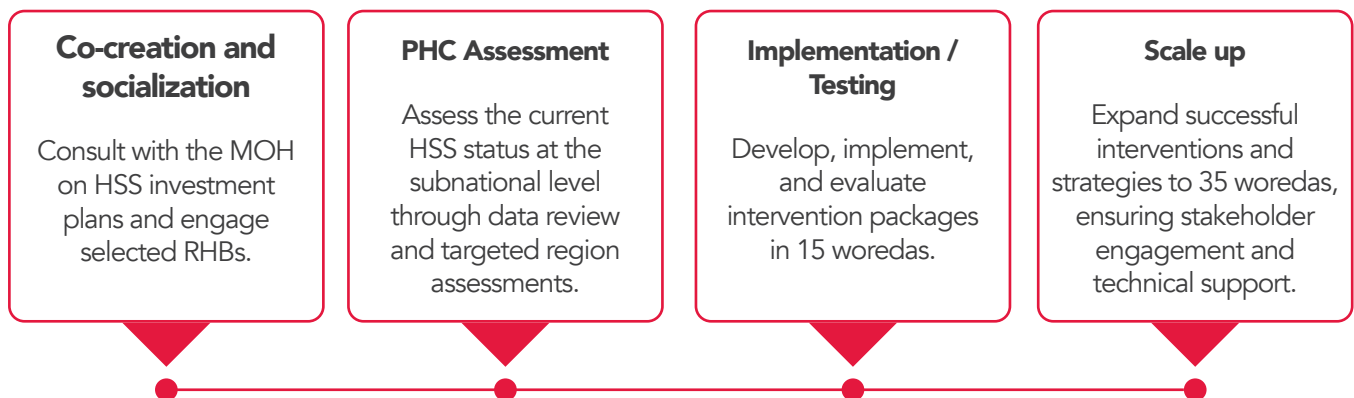 Co-creation and
socialization
Consult with the MOH
on HSS investment
plans and engage
selected RHBs.
PHC Assessment
Assess the current
HSS status at the
subnational level
through data review
and targeted region
assessments.
Implementation /
Testing
Develop, implement,
and evaluate
intervention packages
in 15 woredas.
Scale up
Expand successful
interventions and
strategies to 35 woredas,
ensuring stakeholder
engagement and
technical support.